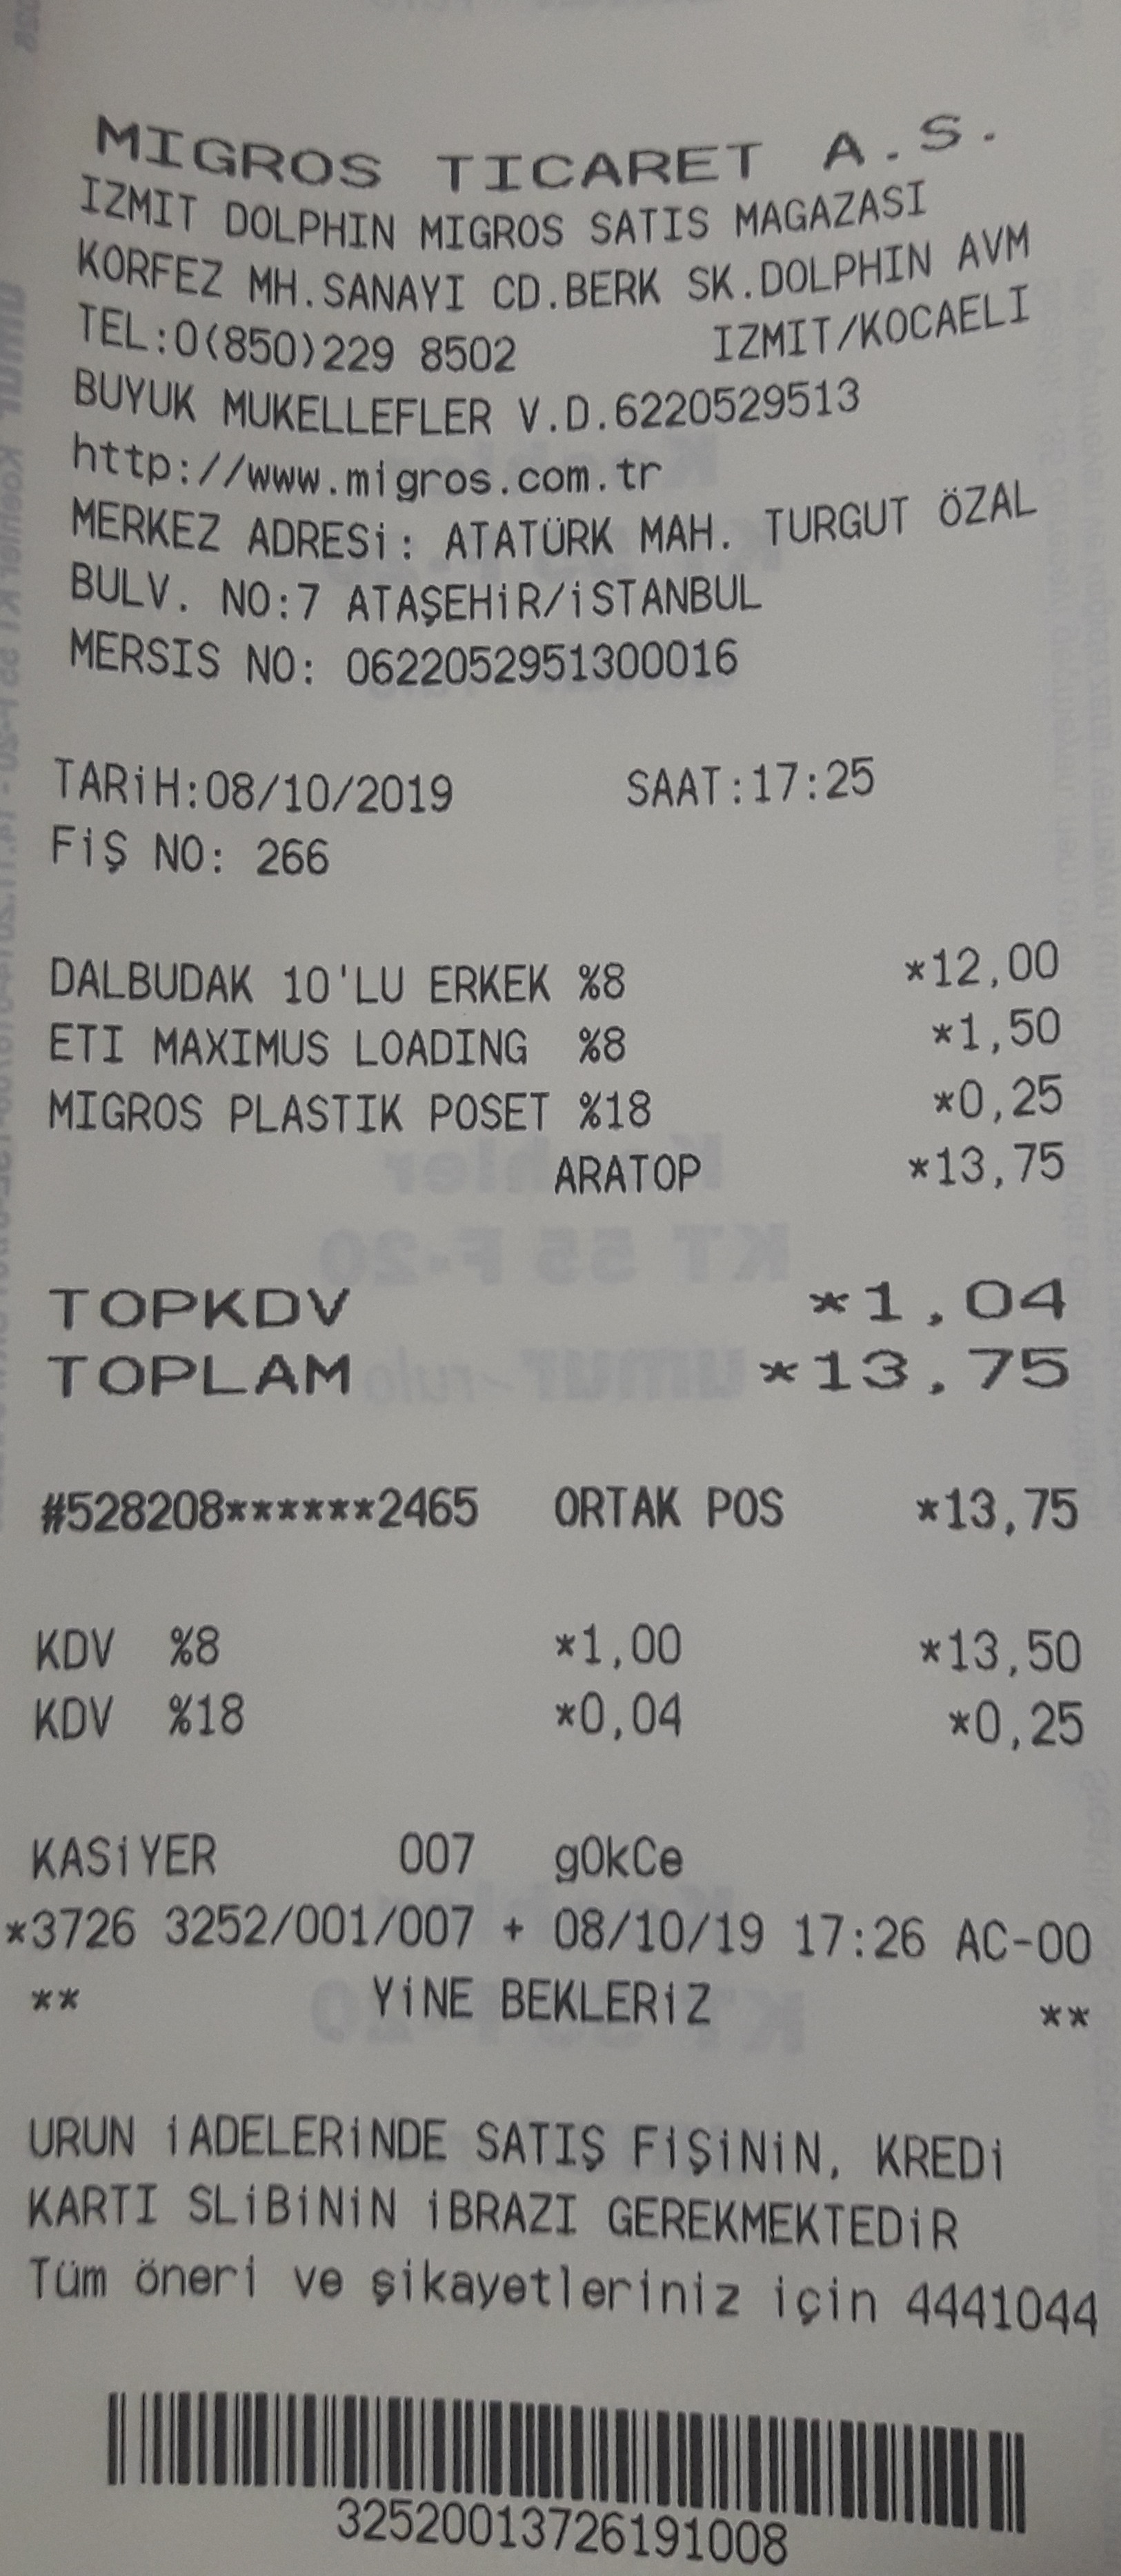 MIGROS TICARET A.S.
IZMIT DOLPHIN MIGROS SATIS MAGAZASI
KORFEZ MH.SANAYI CD.BERK SK.DOLPHIN AVM
TEL:0(850)229 8502 IZMIT/KOCAELI
BUYUK MUKELLEFLER V.D.6220529513
http://www.migros.com.tr
MERKEZ ADRESi: ATATÜRK MAH. TURGUT ÖZAL
BULV. NO:7 ATAŞEHiR/iSTANBUL
MERSIS NO: 0622052951300016
TARiH:08/10/2019 SAAT:17:25
FiŞ NO: 266
DALBUDAK 10'LU ERKEK %8 *12,00
ETI MAXIMUS LOADING %8 *1,50
MIGROS PLASTIK POSET %18 *0,25
ARATOP *13,75
TOPKDV *1,04
TOPLAM *13,75
#528208******2465 ORTAK POS *13,75
KDV %8 *1,00 *13,50
KDV %18 *0,04 *0,25
KASiYER 007 gOkCe
*3726 3252/001/007 + 08/10/19 17:26 AC-00
** YiNE BEKLERiZ **
URUN iADELERiNDE SATIŞ FiŞiNiN, KREDi
KARTI SLiBiNiN iBRAZI GEREKMEKTEDiR
Tüm öneri ve şikayetleriniz için 4441044
32520013726191008
Koehler
KT 55 F-20
umur rulo